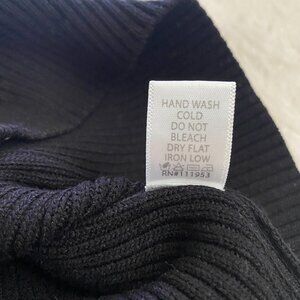 HAND WASH
COLD
DO NOT
BLEACH
DRY FLAT
IRON LOW
RN#111953